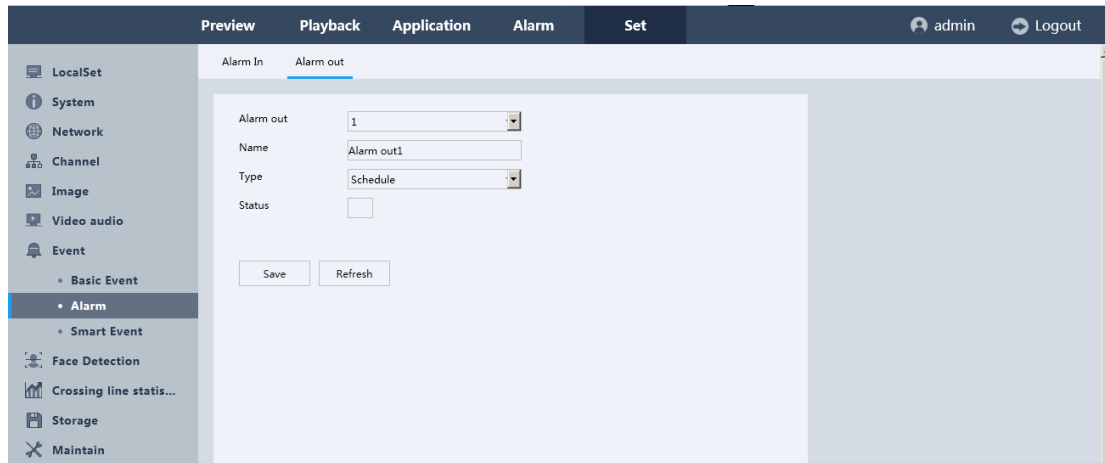 Preview Playback Application Alarm Set admin Logout
LocalSet
System
Network
Channel
Image
Video audio
Event
Basic Event
Alarm
Smart Event
Face Detection
Crossing line statis...
Storage
Maintain
Alarm In Alarm out
Alarm out 1
Name Alarm out1
Type Schedule
Status
Save Refresh